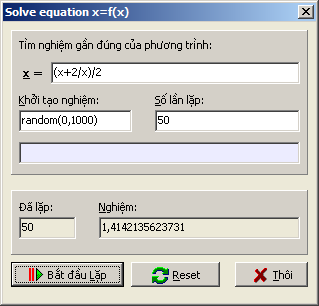 Solve equation x=f(x)
Tìm nghiệm gần đúng của phương trình:
x = (x+2/x)/2
Khởi tạo nghiệm: Số lần lặp:
random(0,1000) 50
Đã lặp: Nghiệm:
50 1,4142135623731
Bắt đầu Lặp Reset Thôi